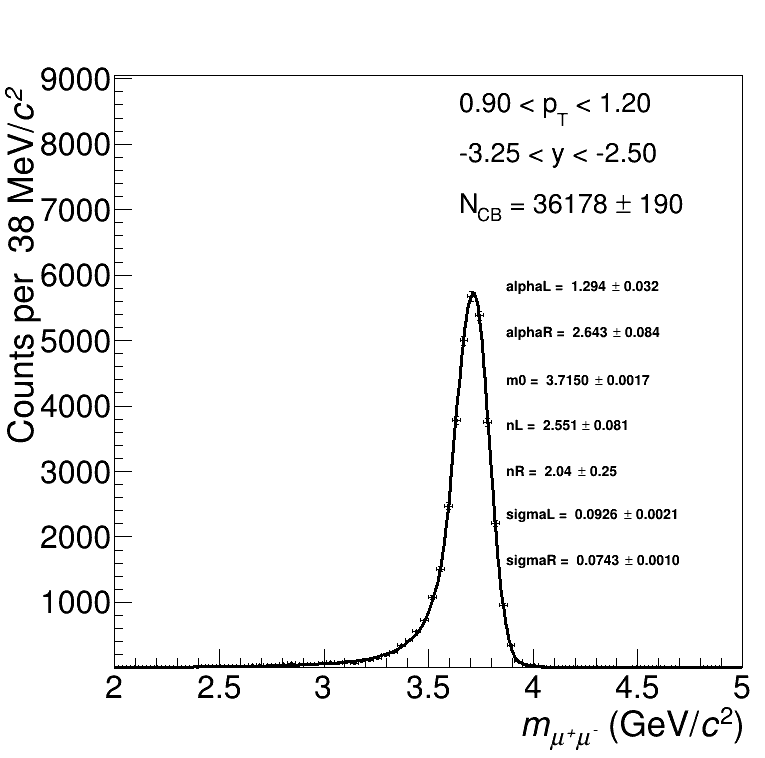 9000
8000
7000
6000
5000
4000
3000
2000
1000
Counts per 38 MeV/c²
0.90 < p_T < 1.20
-3.25 < y < -2.50
N_CB = 36178 ± 190
alphaL = 1.294 ± 0.032
alphaR = 2.643 ± 0.084
m0 = 3.7150 ± 0.0017
nL = 2.551 ± 0.081
nR = 2.04 ± 0.25
sigmaL = 0.0926 ± 0.0021
sigmaR = 0.0743 ± 0.0010
2 2.5 3 3.5 4 4.5 5
m_μ⁺μ⁻ (GeV/c²)